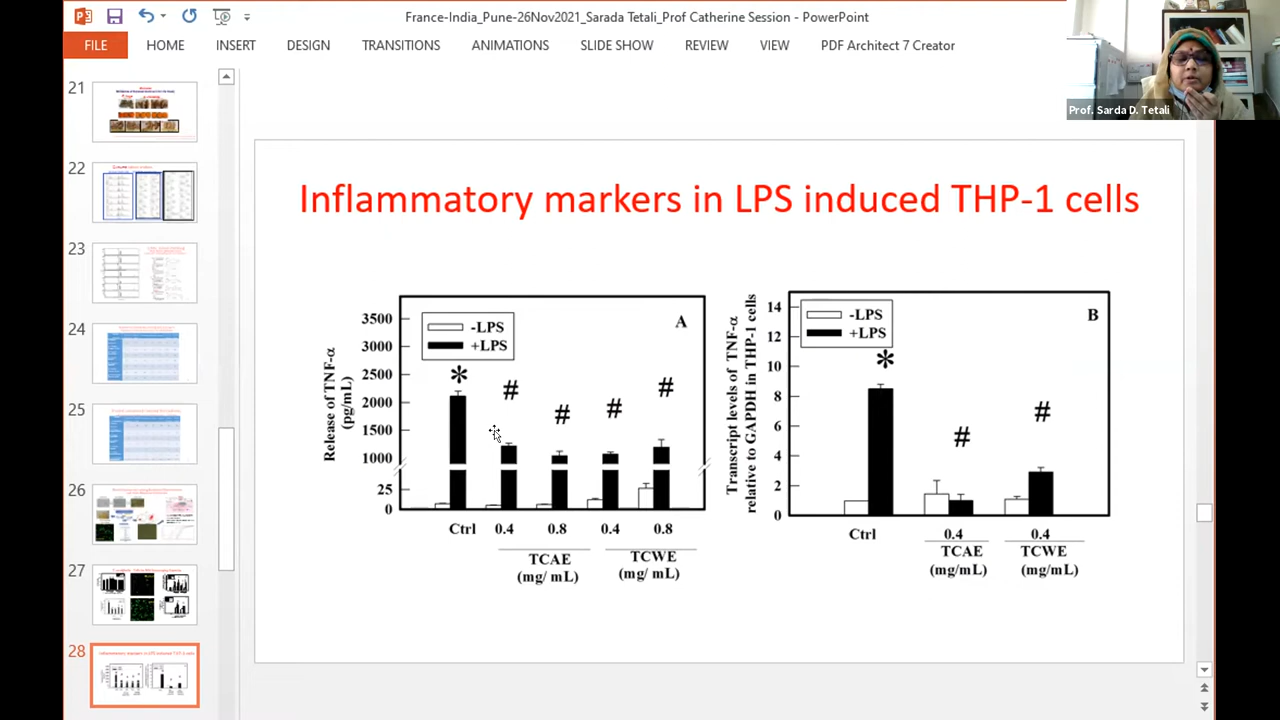 France-India_Pune-26Nov2021_Sarada Tetali_Prof Catherine Session - PowerPoint
FILE HOME INSERT DESIGN TRANSITIONS ANIMATIONS SLIDE SHOW REVIEW VIEW PDF Architect 7 Creator
Prof. Sarda D. Tetali
21
22
23
24
25
26
27
28
Inflammatory markers in LPS induced THP-1 cells
Release of TNF-α
(pg/mL)
3500
3000
2500
2000
1500
1000
25
0
-LPS
+LPS
A
*
#
#
#
#
Ctrl 0.4 0.8 0.4 0.8
TCAE TCWE
(mg/ mL) (mg/ mL)
Transcript levels of TNF-α
relative to GAPDH in THP-1 cells
14
12
10
8
6
4
2
0
-LPS
+LPS
B
*
#
#
Ctrl 0.4 0.4
TCAE TCWE
(mg/mL) (mg/mL)